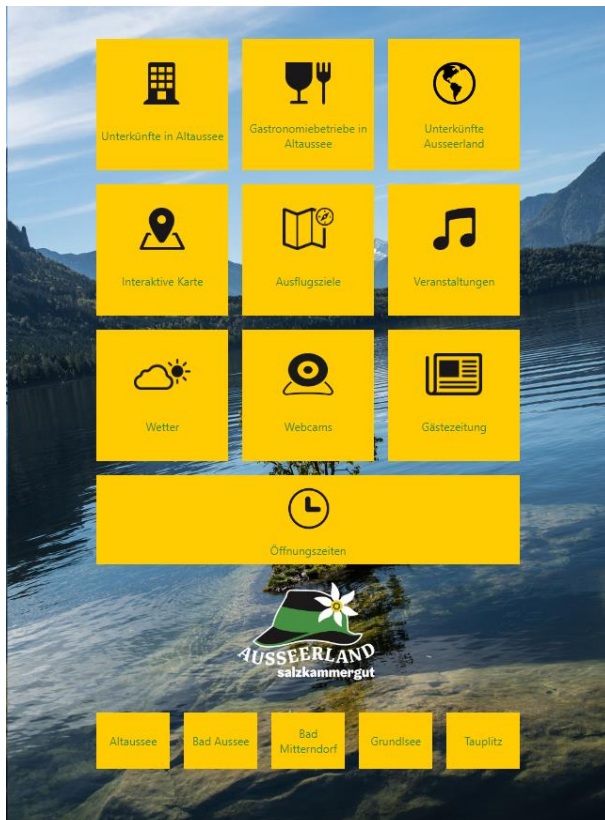 Unterkünfte in Altaussee
Gastronomiebetriebe in
Altaussee
Unterkünfte
Ausseerland
Interaktive Karte
Ausflugsziele
Veranstaltungen
Wetter
Webcams
Gästezeitung
Öffnungszeiten
AUSSEERLAND
salzkammergut
Altaussee
Bad Aussee
Bad
Mitterndorf
Grundlsee
Tauplitz